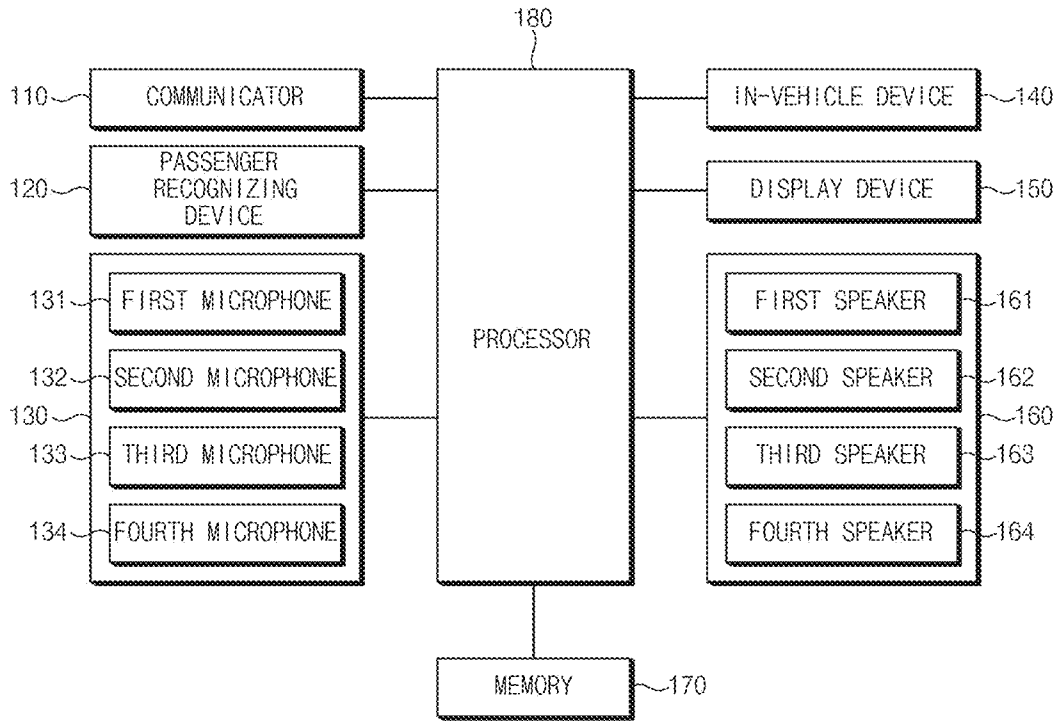 180
110
COMMUNICATOR
IN-VEHICLE DEVICE
140
120
PASSENGER
RECOGNIZING
DEVICE
DISPLAY DEVICE
150
131
FIRST MICROPHONE
132
SECOND MICROPHONE
130
133
THIRD MICROPHONE
134
FOURTH MICROPHONE
PROCESSOR
FIRST SPEAKER
161
SECOND SPEAKER
162
160
THIRD SPEAKER
163
FOURTH SPEAKER
164
MEMORY
170